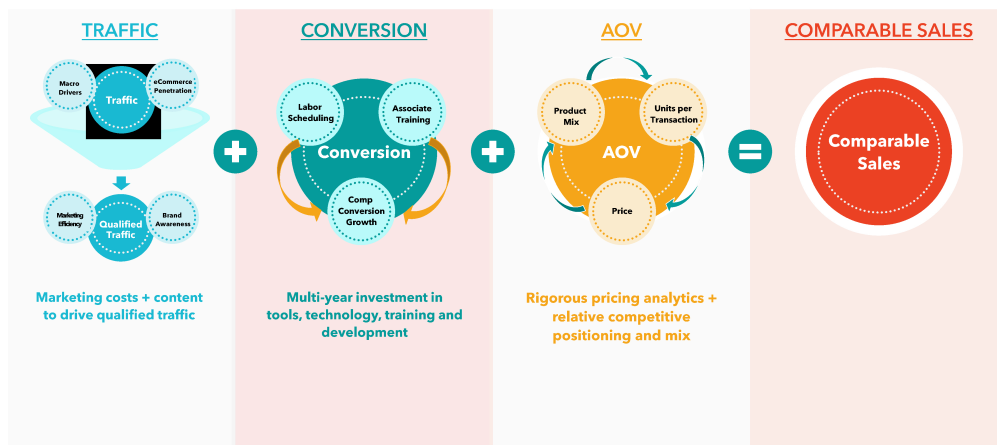 TRAFFIC
Macro
Drivers
Traffic
eCommerce
Penetration
Marketing
Efficiency
Qualified
Traffic
Brand
Awareness
Marketing costs + content
to drive qualified traffic
CONVERSION
Labor
Scheduling
Associate
Training
Conversion
Comp
Conversion
Growth
Multi-year investment in
tools, technology, training and
development
AOV
Product
Mix
Units per
Transaction
AOV
Price
Rigorous pricing analytics +
relative competitive
positioning and mix
COMPARABLE SALES
Comparable
Sales
+
+
=